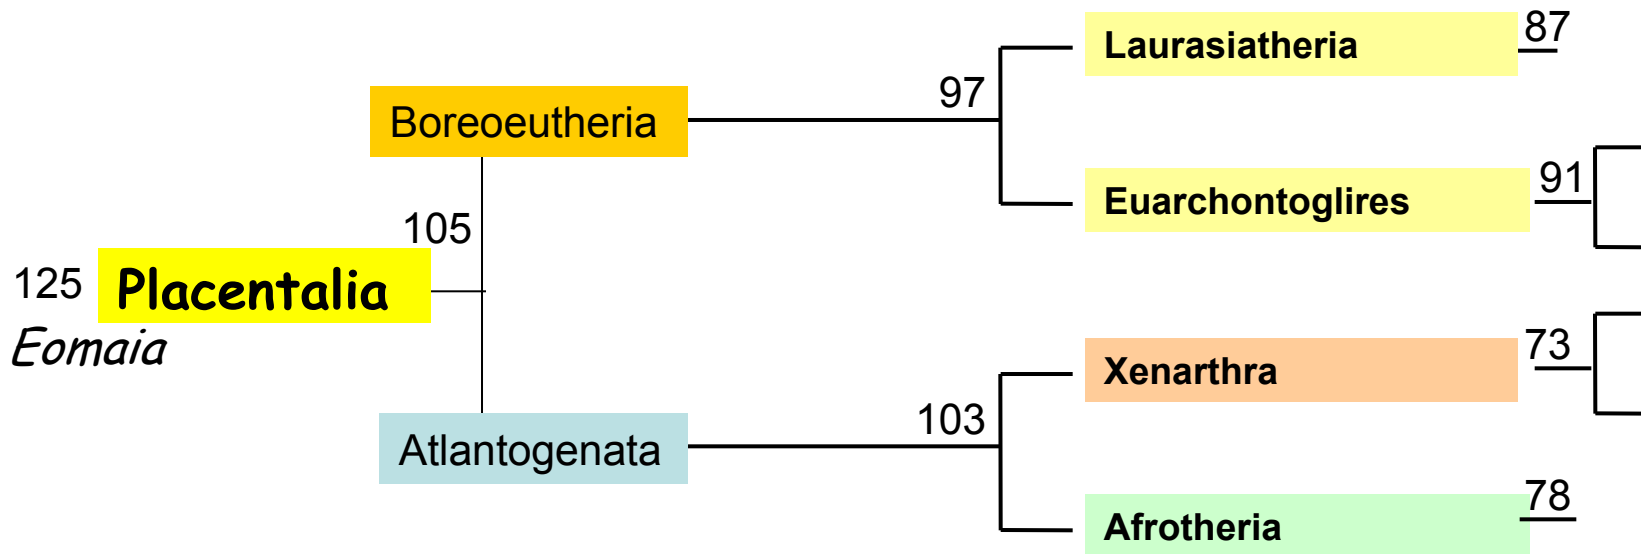 87
Laurasiatheria
97
Boreoeutheria
91
Euarchontoglires
105
125 Placentalia
Eomaia
73
Xenarthra
103
Atlantogenata
78
Afrotheria